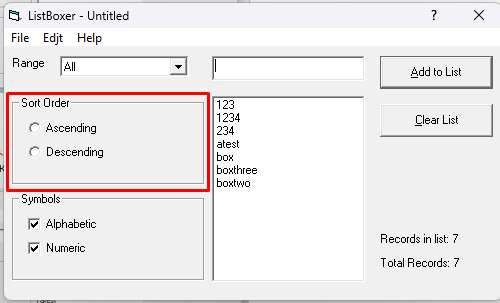 ListBoxer - Untitled
?
File Edjt Help
Range All Add to List
Sort Order
Ascending
Descending
Clear List
123
1234
234
atest
box
boxthree
boxtwo
Symbols
Alphabetic
Numeric
Records in list: 7
Total Records: 7